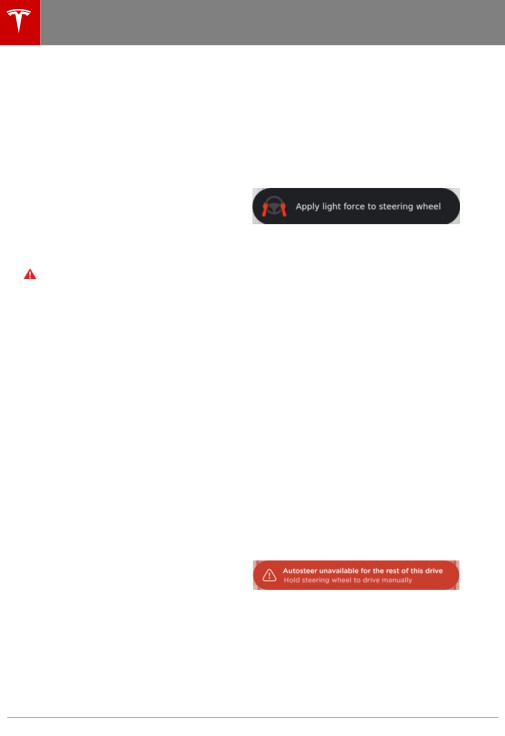 Apply light force to steering wheel
Autosteer unavailable for the rest of this drive
Hold steering wheel to drive manually